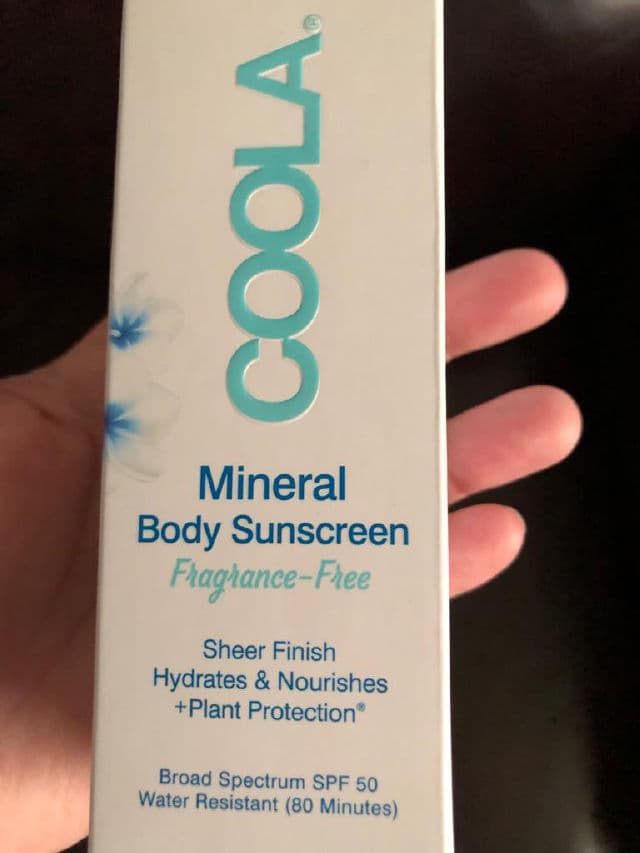 COOLA®
Mineral
Body Sunscreen
Fragrance-Free
Sheer Finish
Hydrates & Nourishes
+Plant Protection®
Broad Spectrum SPF 50
Water Resistant (80 Minutes)